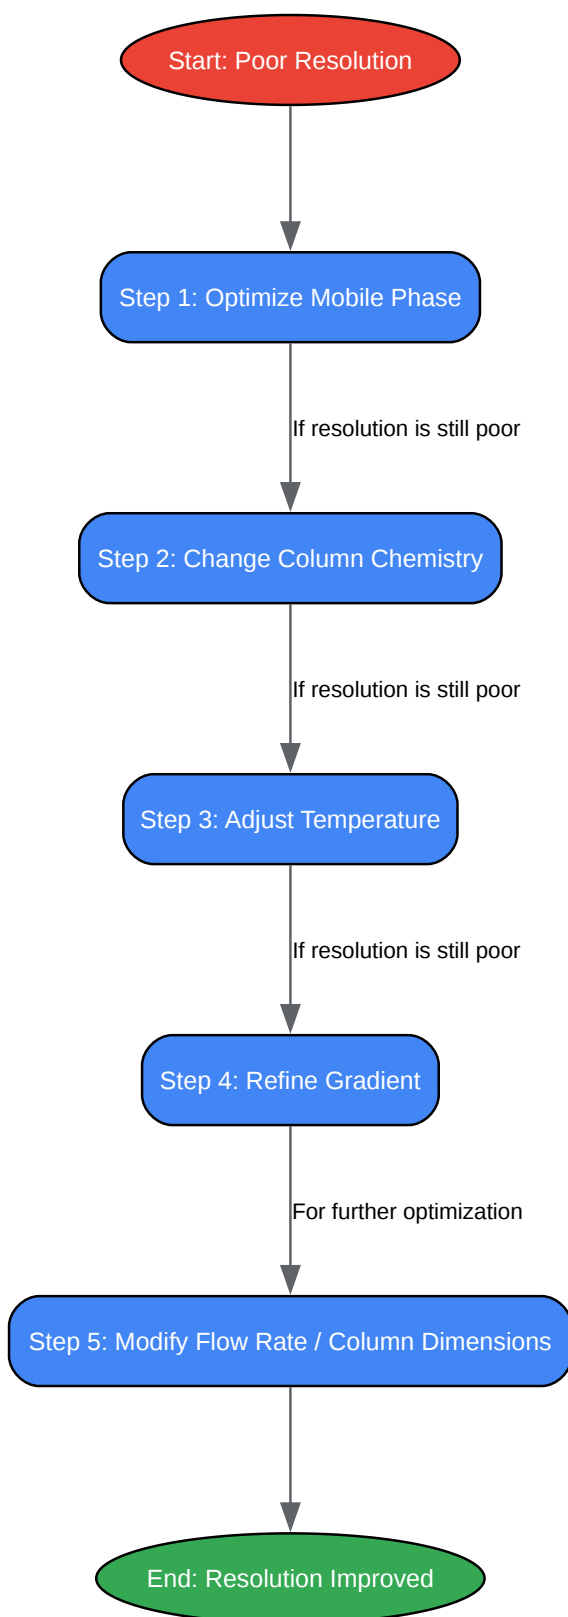 Start: Poor Resolution
Step 1: Optimize Mobile Phase
If resolution is still poor
Step 2: Change Column Chemistry
If resolution is still poor
Step 3: Adjust Temperature
If resolution is still poor
Step 4: Refine Gradient
For further optimization
Step 5: Modify Flow Rate / Column Dimensions
End: Resolution Improved